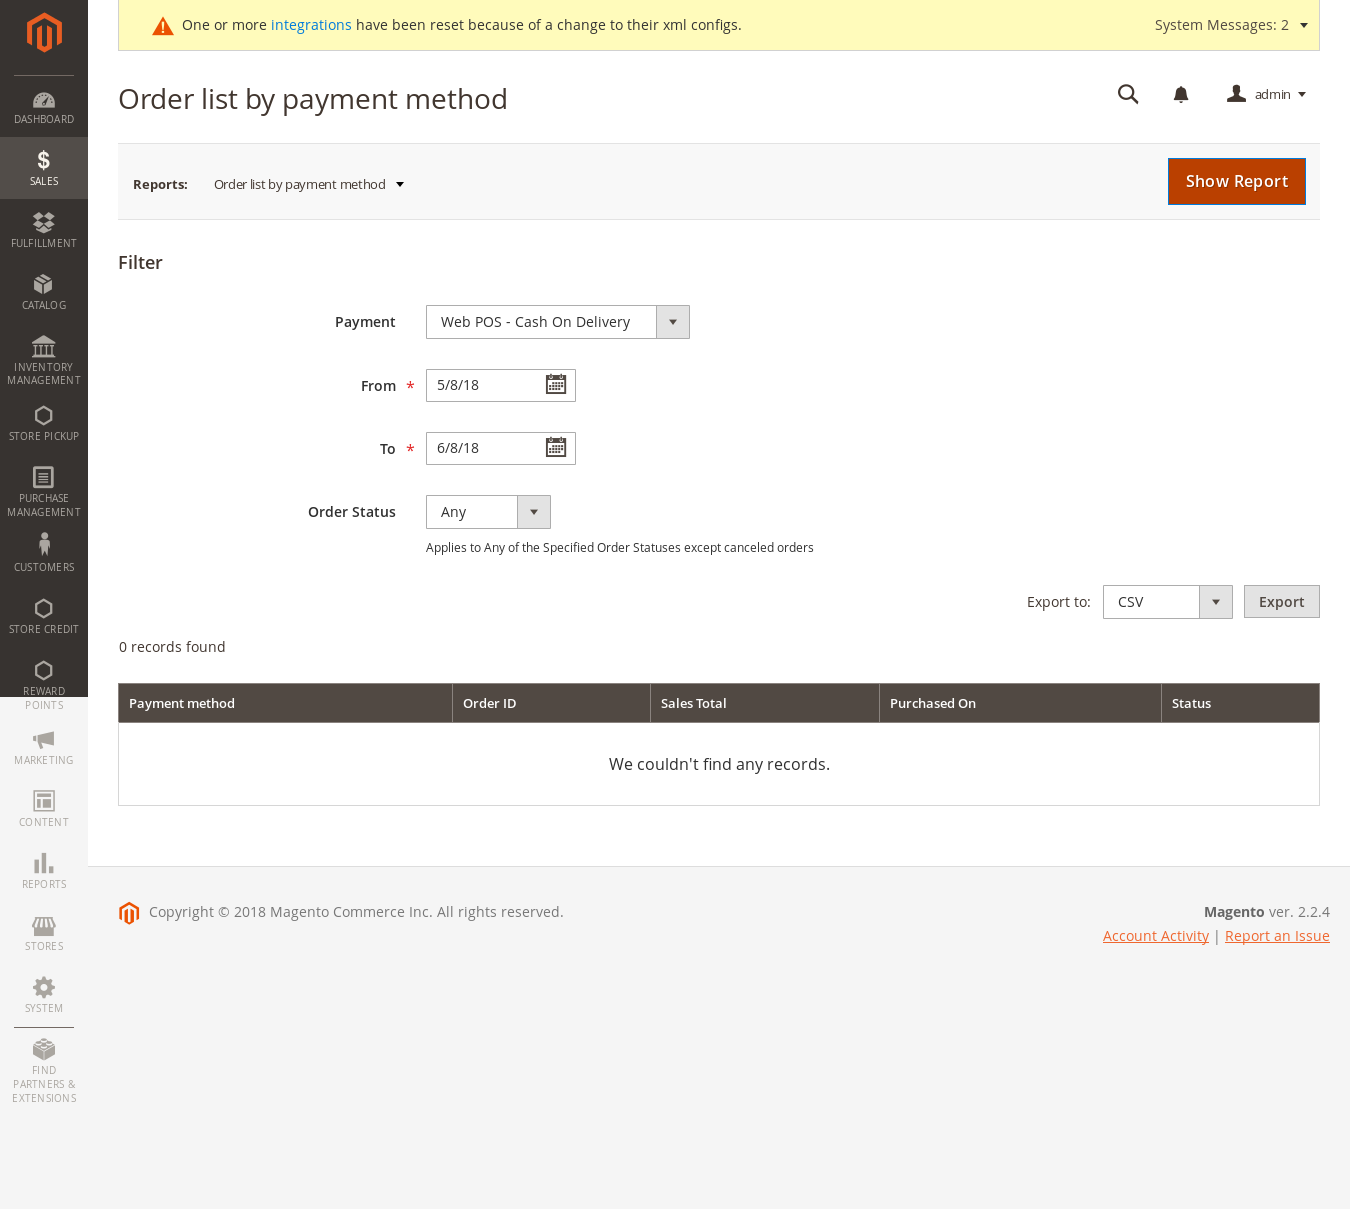 One or more integrations have been reset because of a change to their xml configs.
System Messages: 2
Order list by payment method
admin
DASHBOARD
SALES
FULFILLMENT
CATALOG
INVENTORY
MANAGEMENT
STORE PICKUP
PURCHASE
MANAGEMENT
CUSTOMERS
STORE CREDIT
REWARD
POINTS
MARKETING
CONTENT
REPORTS
STORES
SYSTEM
FIND
PARTNERS &
EXTENSIONS
Reports: Order list by payment method
Show Report
Filter
Payment Web POS - Cash On Delivery
From * 5/8/18
To * 6/8/18
Order Status Any
Applies to Any of the Specified Order Statuses except canceled orders
Export to: CSV Export
0 records found
Payment method Order ID Sales Total Purchased On Status
We couldn't find any records.
Copyright © 2018 Magento Commerce Inc. All rights reserved.
Magento ver. 2.2.4
Account Activity | Report an Issue